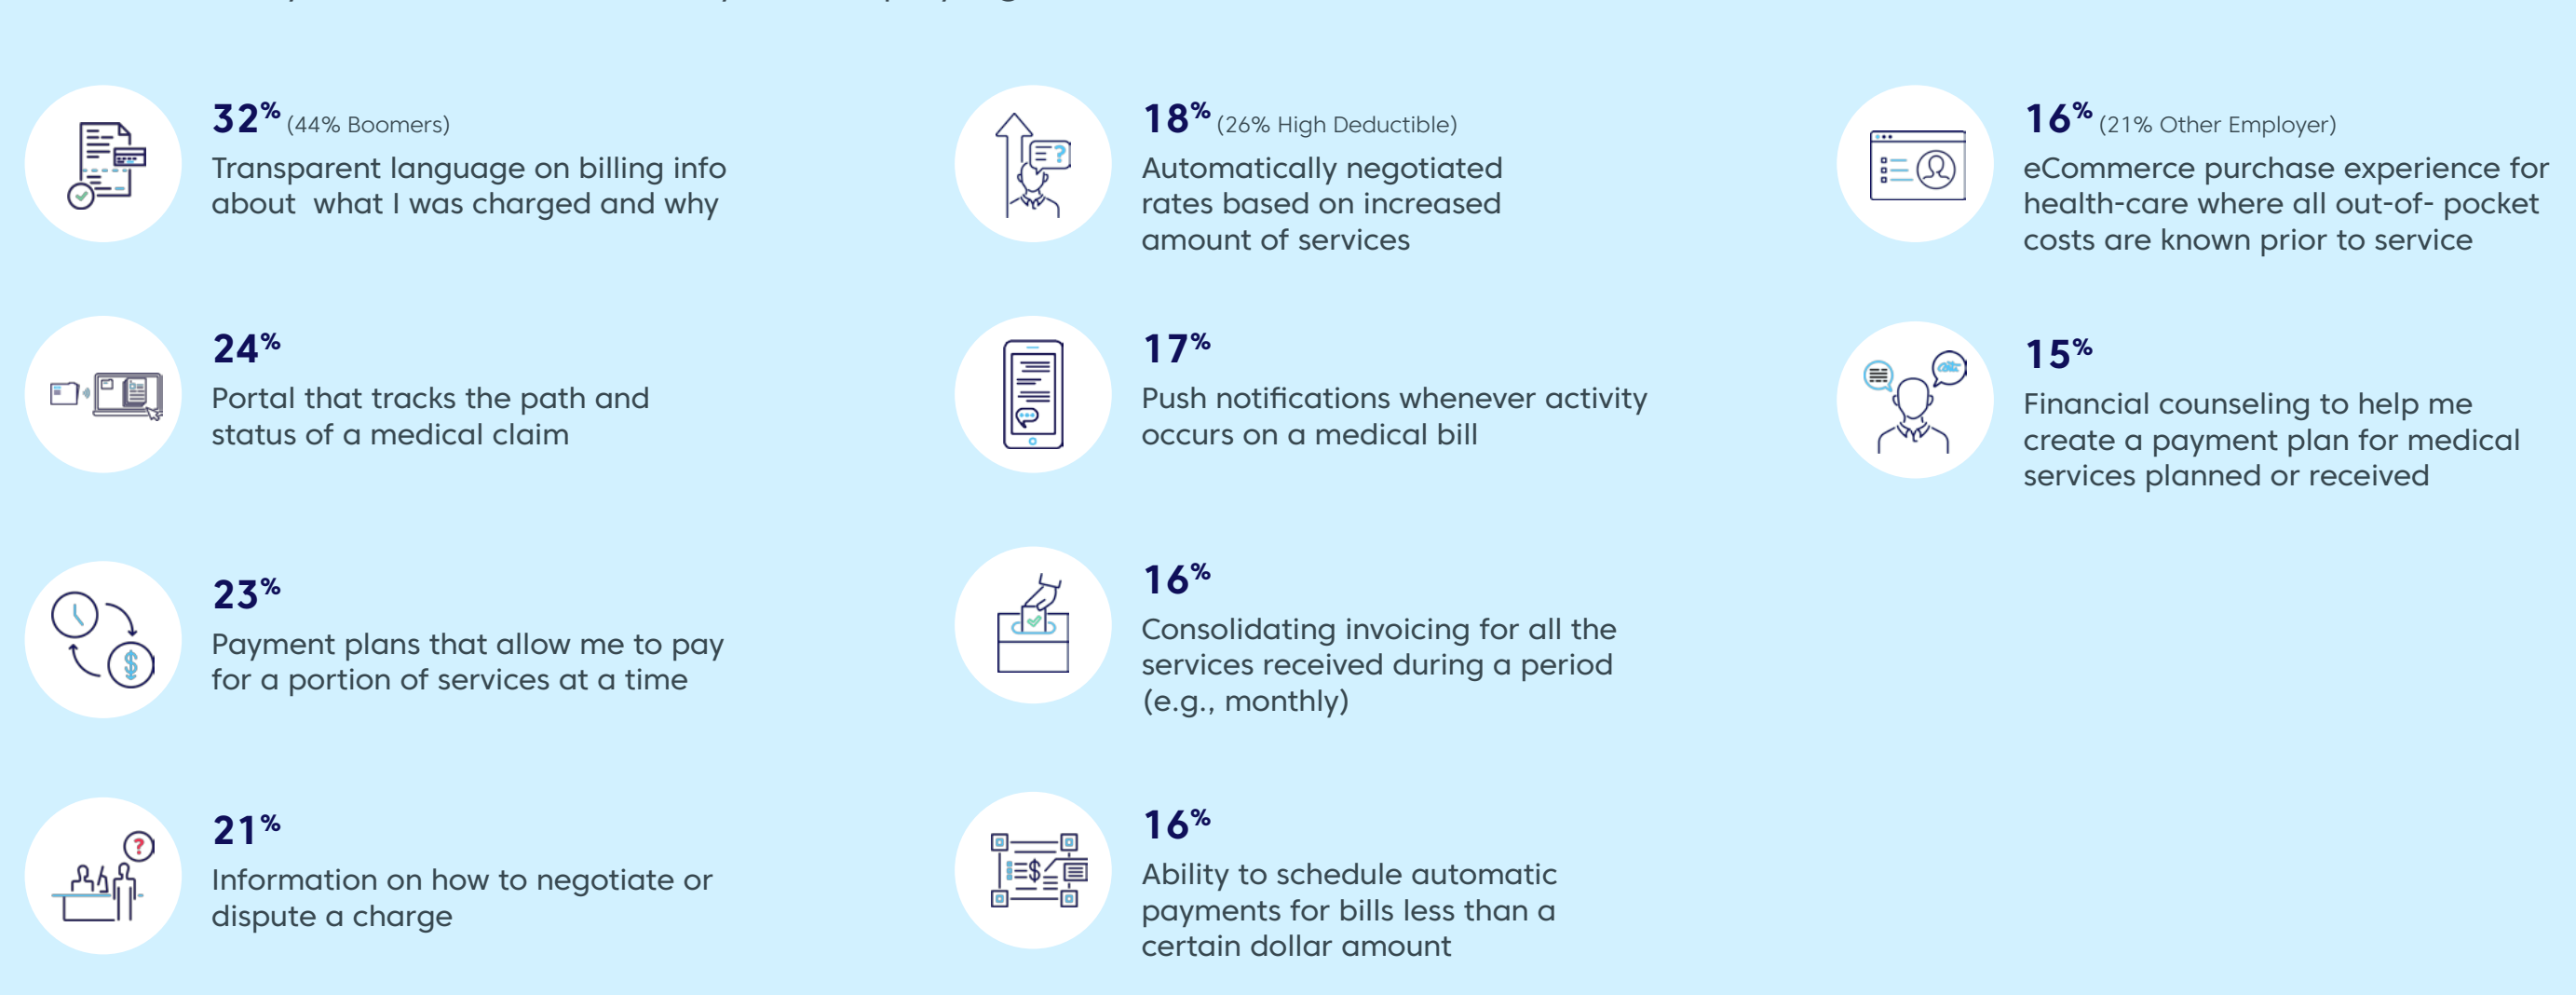 32% (44% Boomers)
Transparent language on billing info
about what I was charged and why
24%
Portal that tracks the path and
status of a medical claim
23%
Payment plans that allow me to pay
for a portion of services at a time
21%
Information on how to negotiate or
dispute a charge
18% (26% High Deductible)
Automatically negotiated
rates based on increased
amount of services
17%
Push notifications whenever activity
occurs on a medical bill
16%
Consolidating invoicing for all the
services received during a period
(e.g., monthly)
16%
Ability to schedule automatic
payments for bills less than a
certain dollar amount
16% (21% Other Employer)
eCommerce purchase experience for
health-care where all out-of- pocket
costs are known prior to service
15%
Financial counseling to help me
create a payment plan for medical
services planned or received